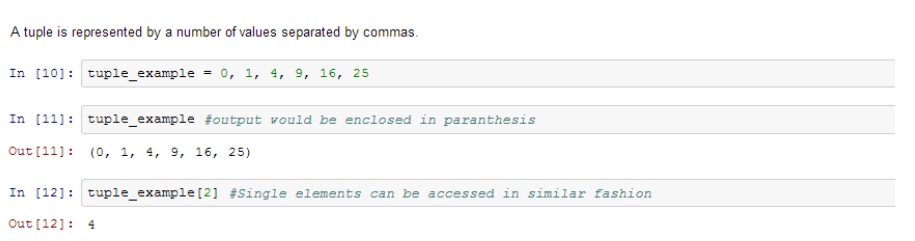 A tuple is represented by a number of values separated by commas.
In [10]: tuple_example = 0, 1, 4, 9, 16, 25
In [11]: tuple_example #output would be enclosed in paranthesis
Out[11]: (0, 1, 4, 9, 16, 25)
In [12]: tuple_example[2] #Single elements can be accessed in similar fashion
Out[12]: 4